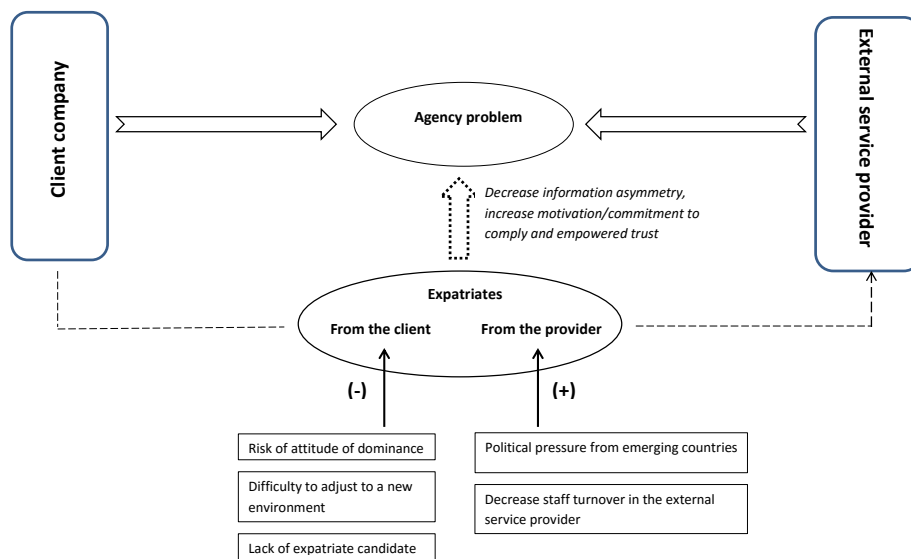 Client company
Agency problem
External service
provider
Decrease information asymmetry,
increase motivation/commitment to
comply and empowered trust
Expatriates
From the client
From the provider
(-)
(+)
Risk of attitude of dominance
Difficulty to adjust to a new
environment
Lack of expatriate candidate
Political pressure from emerging countries
Decrease staff turnover in the external
service provider